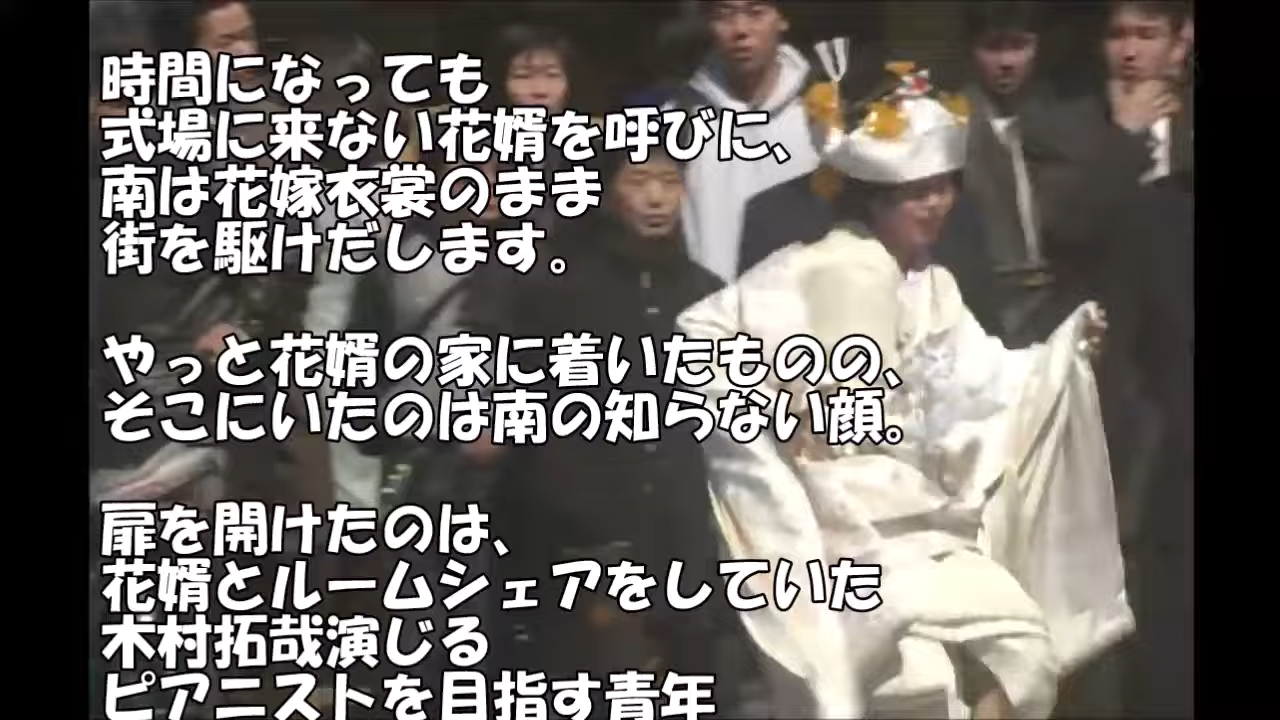 時間になっても
式場に来ない花婿を呼びに、
南は花嫁衣裳のまま
街を駆けだします。
やっと花婿の家に着いたものの、
そこにいたのは南の知らない顔。
扉を開けたのは、
花婿とルームシェアをしていた
木村拓哉演じる
ピアニストを目指す青年